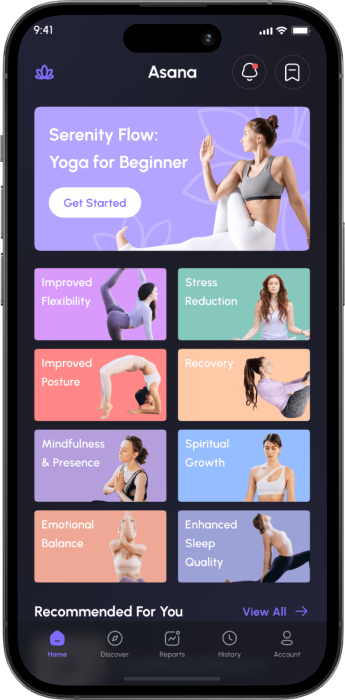 9:41
Asana
Serenity Flow:
Yoga for Beginner
Get Started
Improved
Flexibility
Stress
Reduction
Improved
Posture
Recovery
Mindfulness
& Presence
Spiritual
Growth
Emotional
Balance
Enhanced
Sleep
Quality
Recommended For You
View All →
Home
Discover
Reports
History
Account